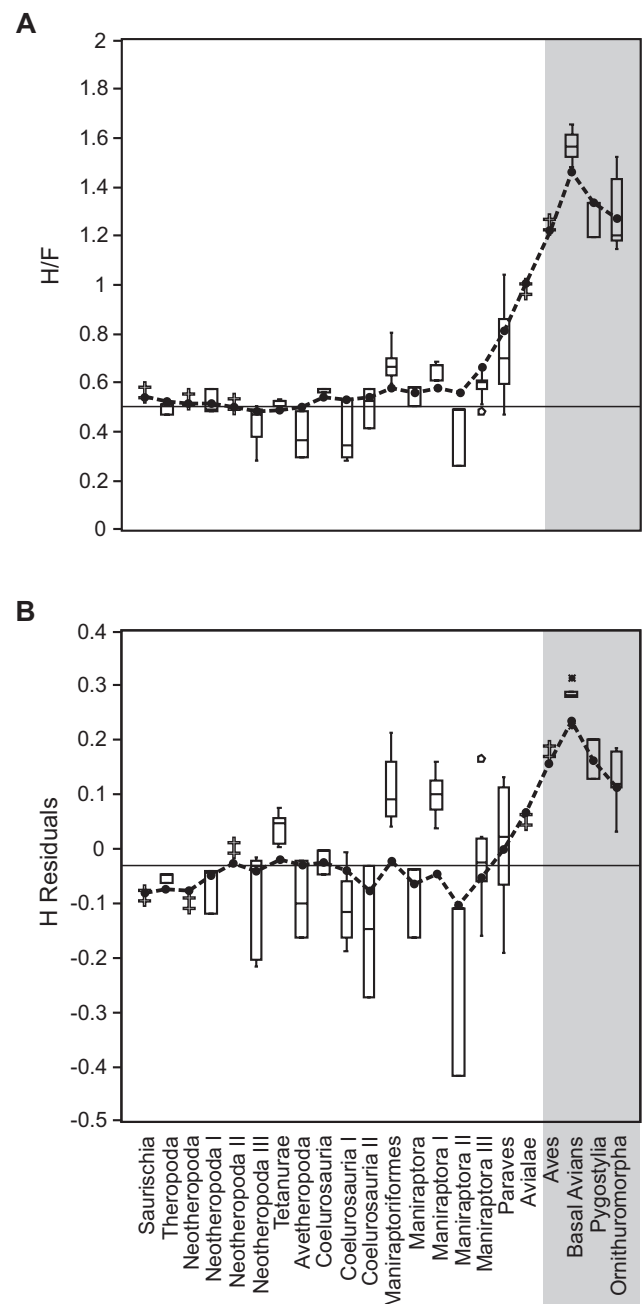 A
2
1.8
1.6
1.4
1.2
1
0.8
0.6
0.4
0.2
0
H/F
B
0.4
0.3
0.2
0.1
0
-0.1
-0.2
-0.3
-0.4
-0.5
H Residuals
Saurischia
Theropoda
Neotheropoda
Neotheropoda I
Neotheropoda II
Neotheropoda III
Tetanurae
Avetheropoda
Coelurosauria
Coelurosauria I
Coelurosauria II
Maniraptoriformes
Maniraptora
Maniraptora I
Maniraptora II
Maniraptora III
Paraves
Avialae
Aves
Basal Avians
Pygostylia
Ornithuromorpha